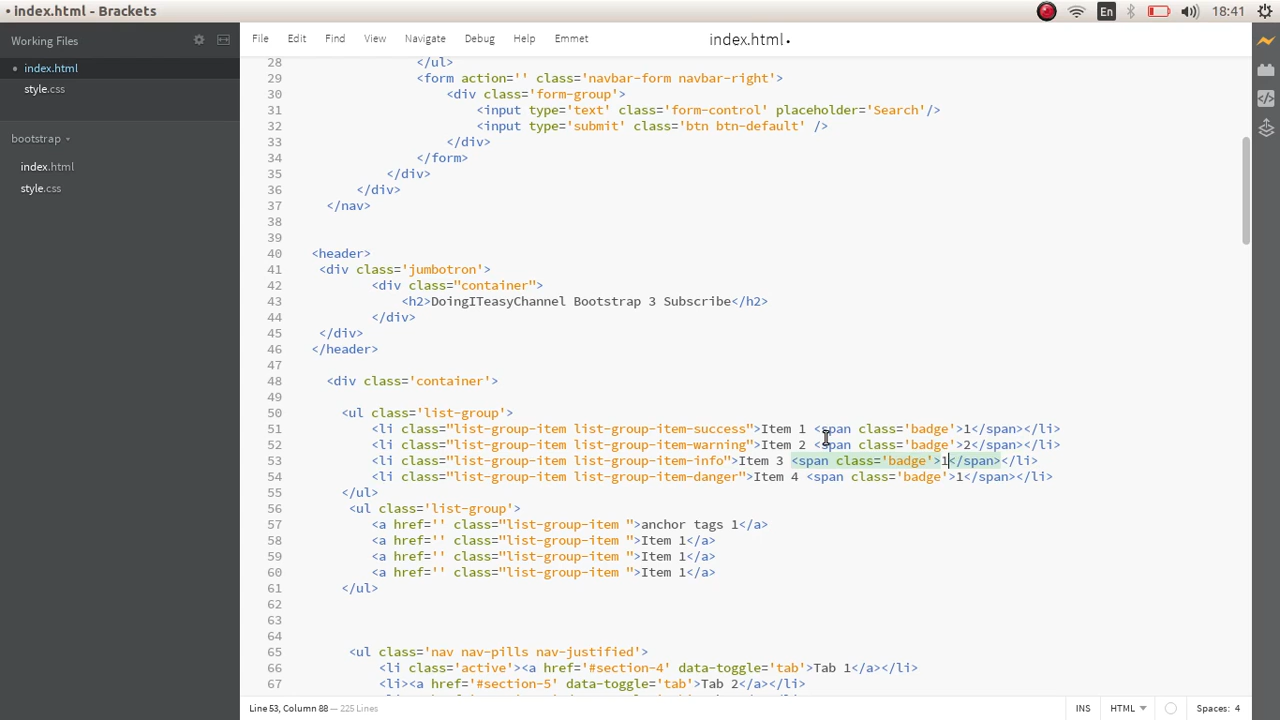 • index.html - Brackets
En
18:41
Working Files
File Edit Find View Navigate Debug Help Emmet
index.html •
• index.html
style.css
bootstrap
index.html
style.css
28 </ul>
29 <form action='' class='navbar-form navbar-right'>
30 <div class='form-group'>
31 <input type='text' class='form-control' placeholder='Search'/>
32 <input type='submit' class='btn btn-default' />
33 </div>
34 </form>
35 </div>
36 </div>
37 </nav>
38
39
40 <header>
41 <div class='jumbotron'>
42 <div class="container">
43 <h2>DoingITeasyChannel Bootstrap 3 Subscribe</h2>
44 </div>
45 </div>
46 </header>
47
48 <div class='container'>
49
50 <ul class='list-group'>
51 <li class="list-group-item list-group-item-success">Item 1 <span class='badge'>1</span></li>
52 <li class="list-group-item list-group-item-warning">Item 2 <span class='badge'>2</span></li>
53 <li class="list-group-item list-group-item-info">Item 3 <span class='badge'>1</span></li>
54 <li class="list-group-item list-group-item-danger">Item 4 <span class='badge'>1</span></li>
55 </ul>
56 <ul class='list-group'>
57 <a href='' class="list-group-item ">anchor tags 1</a>
58 <a href='' class="list-group-item ">Item 1</a>
59 <a href='' class="list-group-item ">Item 1</a>
60 <a href='' class="list-group-item ">Item 1</a>
61 </ul>
62
63
64
65 <ul class='nav nav-pills nav-justified'>
66 <li class='active'><a href='#section-4' data-toggle='tab'>Tab 1</a></li>
67 <li><a href='#section-5' data-toggle='tab'>Tab 2</a></li>
Line 53, Column 88 — 225 Lines
INS HTML Spaces: 4